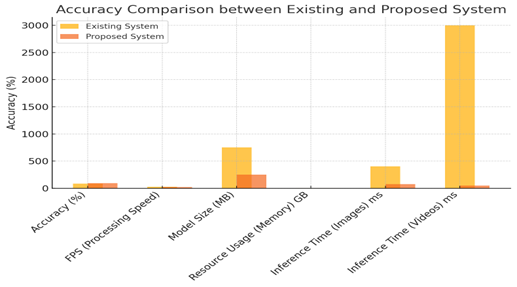 Accuracy Comparison between Existing and Proposed System
Existing System
Proposed System
Accuracy (%)
3000
2500
2000
1500
1000
500
0
Accuracy (%)
FPS (Processing Speed)
Model Size (MB)
Resource Usage (Memory) GB
Inference Time (Images) ms
Inference Time (Videos) ms